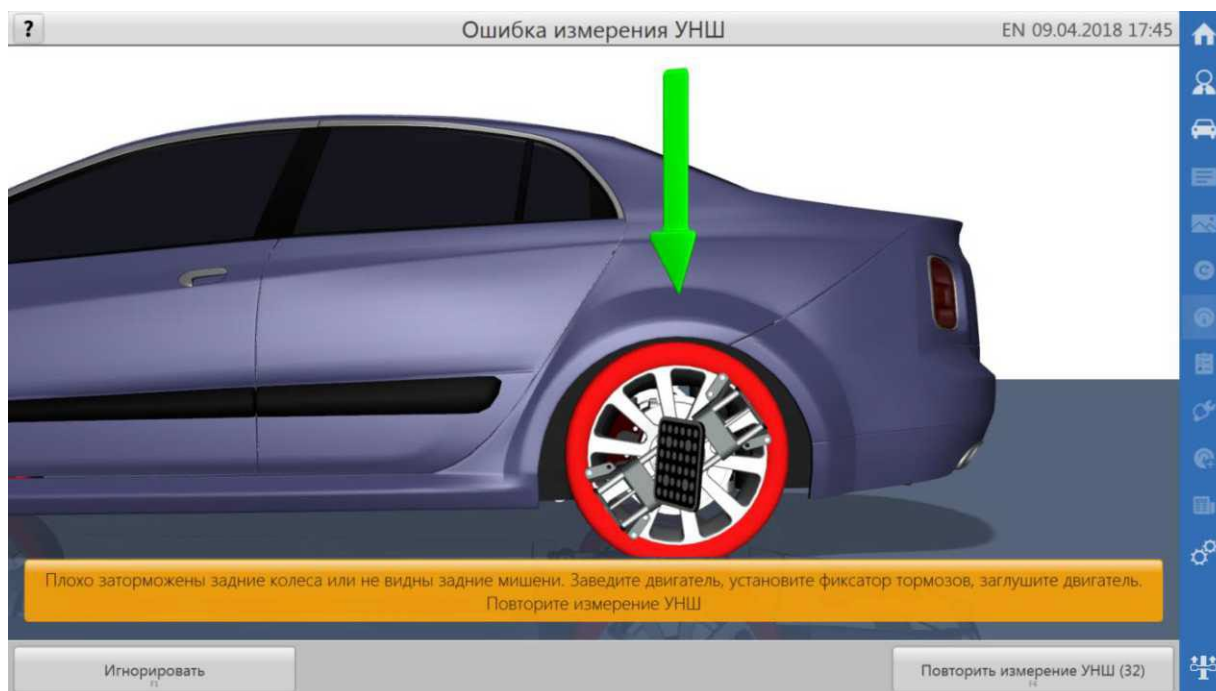 ?
Ошибка измерения УНШ
EN 09.04.2018 17:45
Плохо заторможены задние колеса или не видны задние мишени. Заведите двигатель, установите фиксатор тормозов, заглушите двигатель.
Повторите измерение УНШ
Игнорировать
F1
Повторить измерение УНШ (32)